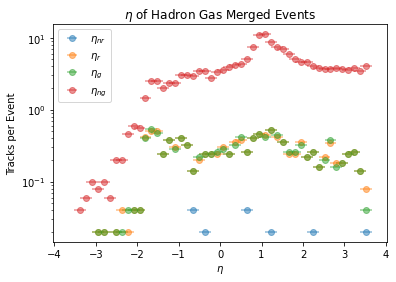 η of Hadron Gas Merged Events
Tracks per Event
10¹
10⁰
10⁻¹
η_nr
η_r
η_g
η_ng
−4 −3 −2 −1 0 1 2 3 4
η